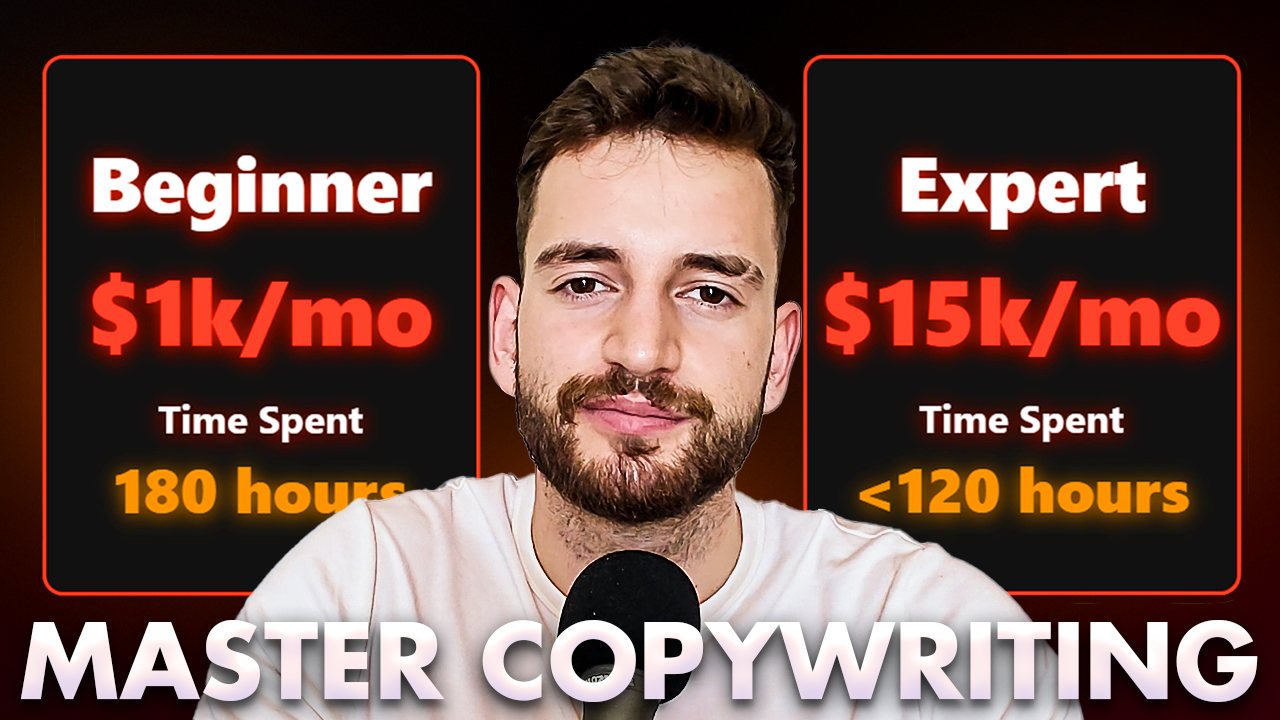 Beginner
$1k/mo
Time Spent
180 hours
Expert
$15k/mo
Time Spent
<120 hours
MASTER COPYWRITING